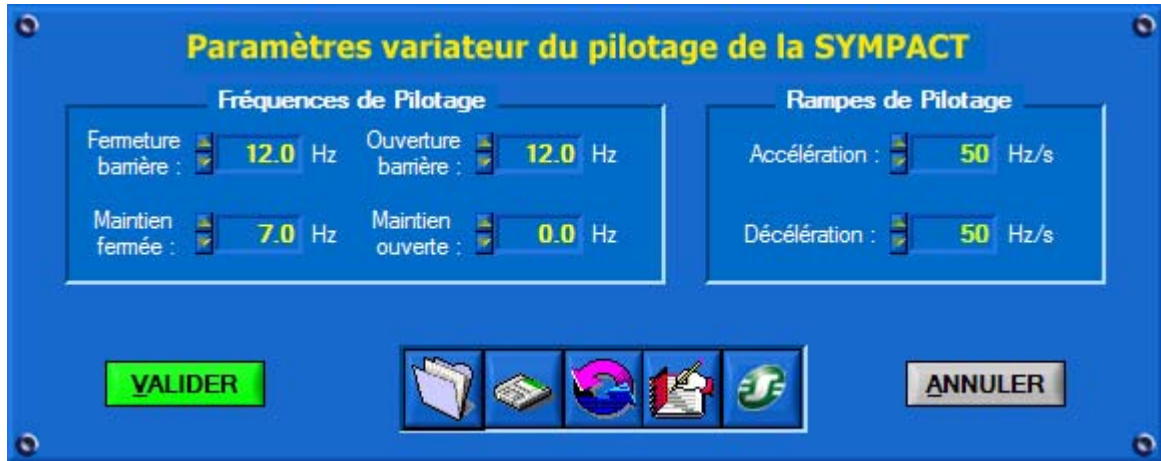 Paramètres variateur du pilotage de la SYMPACT
Fréquences de Pilotage
Fermeture
barrière :
12.0 Hz
Ouverture
barrière :
12.0 Hz
Maintien
fermée :
7.0 Hz
Maintien
ouverte :
0.0 Hz
Rampes de Pilotage
Accélération : 50 Hz/s
Décélération : 50 Hz/s
VALIDER
ANNULER